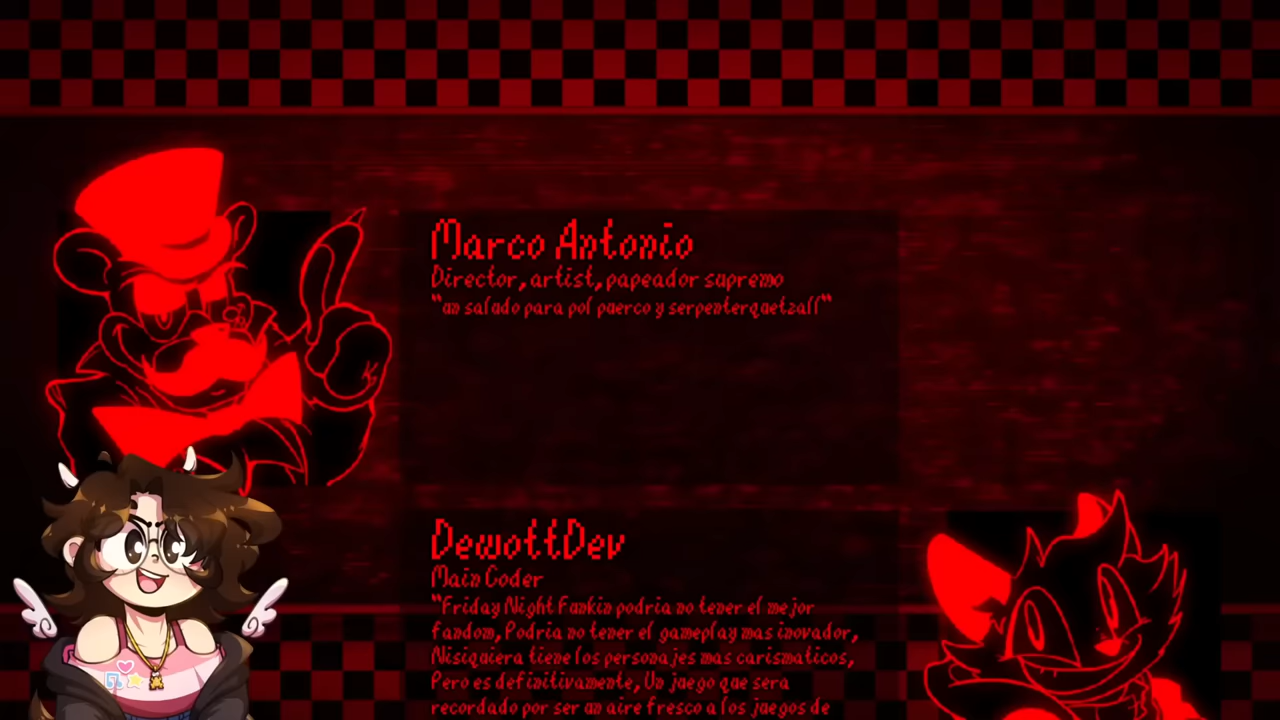 Marco Antonio
Director, artist, papeador supremo
"un saludo para pol puerco y serpenterquetzall"
DewottDev
Main Coder
"Friday Night Funkin podria no tener el mejor
fandom, Podria no tener el gameplay mas inovador,
Nisiquiera tiene los personajes mas carismaticos,
Pero es definitivamente, Un juego que sera
recordado por ser un aire fresco a los juegos de